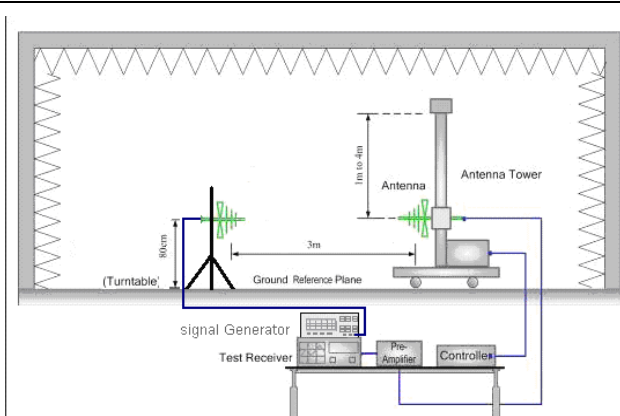 1m to 4m
Antenna Tower
Antenna
80cm
3m
(Turntable)
Ground Reference Plane
signal Generator
Test Receiver
Pre-
Amplifier
Controller